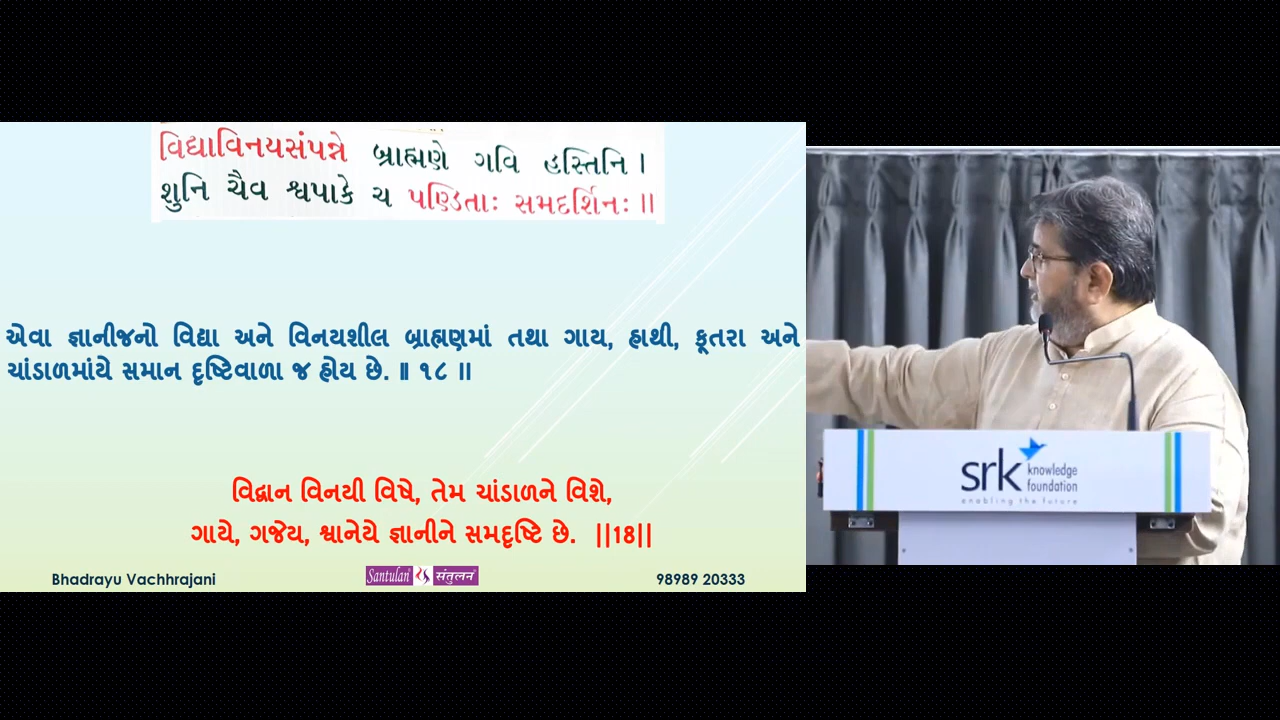 વિદ્યાવિનયસંપન્ને બ્રાહ્મણે ગવિ હસ્તિનિ ।
શુનિ ચૈવ શ્વપાકે ચ પણ્ડિતાઃ સમદર્શિનઃ ।।
એવા જ્ઞાનીજનો વિદ્યા અને વિનયશીલ બ્રાહ્મણમાં તથા ગાય, હાથી, કૂતરા અને
ચાંડાળમાંયે સમાન દૃષ્ટિવાળા જ હોય છે. ॥ ૧૮ ।।
વિદ્વાન વિનયી વિષે, તેમ ચાંડાળને વિશે,
ગાયે, ગજેય, શ્વાનેયે જ્ઞાનીને સમદૃષ્ટિ છે. ||18||
Bhadrayu Vachhrajani
Santulan संतुलन
98989 20333
srk knowledge
foundation
enabling the future